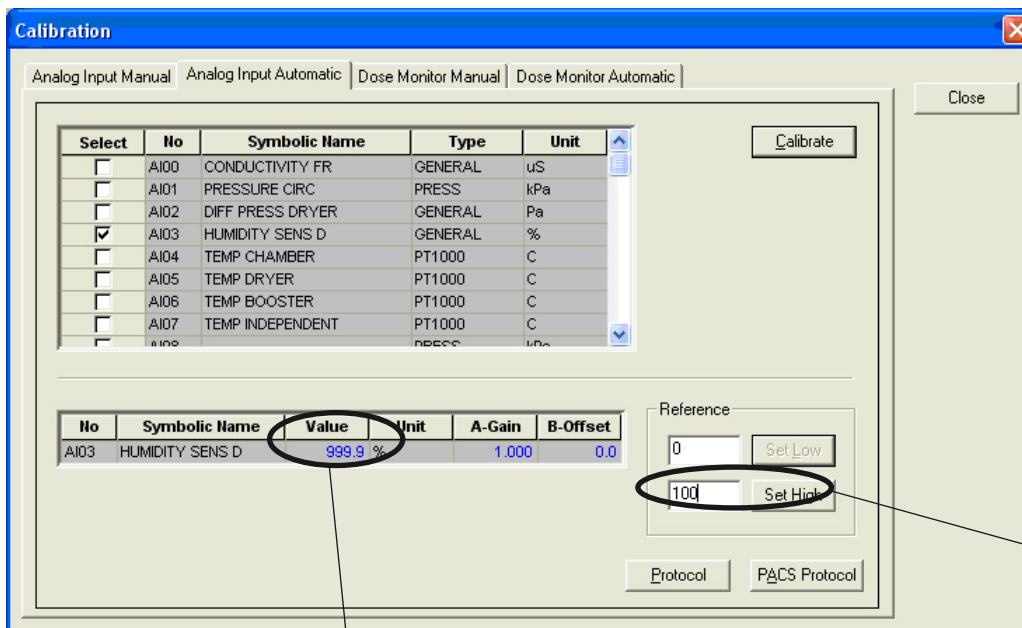 Calibration
Analog Input Manual Analog Input Automatic Dose Monitor Manual Dose Monitor Automatic
Close
Select No Symbolic Name Type Unit
Calibrate
AI00 CONDUCTIVITY FR GENERAL uS
AI01 PRESSURE CIRC PRESS kPa
AI02 DIFF PRESS DRYER GENERAL Pa
AI03 HUMIDITY SENS D GENERAL %
AI04 TEMP CHAMBER PT1000 C
AI05 TEMP DRYER PT1000 C
AI06 TEMP BOOSTER PT1000 C
AI07 TEMP INDEPENDENT PT1000 C
AI08 PRESS kPa
Reference
No Symbolic Name Value Unit A-Gain B-Offset
AI03 HUMIDITY SENS D 999.9 % 1.000 0.0
0 Set Low
100 Set High
Protocol PACS Protocol